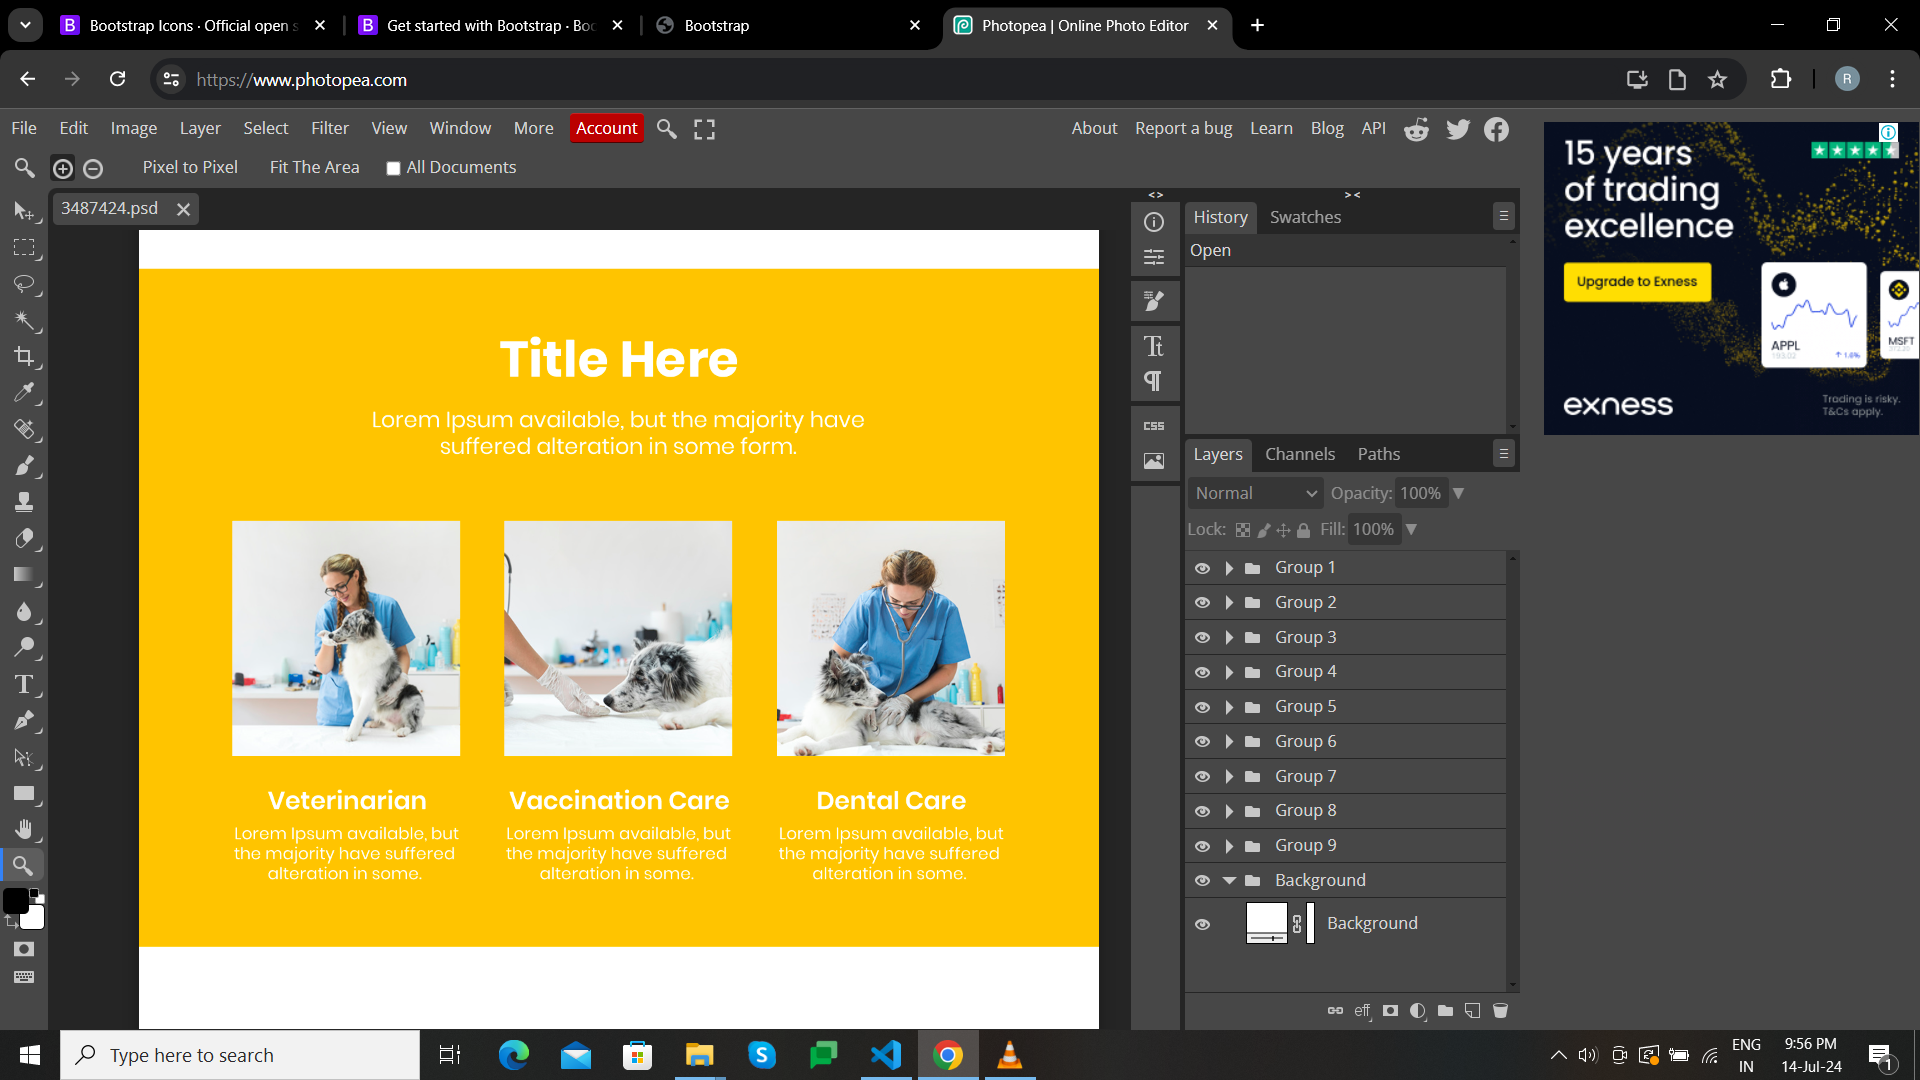 Bootstrap Icons · Official open s
Get started with Bootstrap · Boo
Bootstrap
Photopea | Online Photo Editor
https://www.photopea.com
R
File Edit Image Layer Select Filter View Window More Account
About Report a bug Learn Blog API
Pixel to Pixel Fit The Area All Documents
3487424.psd
Title Here
Lorem Ipsum available, but the majority have
suffered alteration in some form.
Veterinarian
Lorem Ipsum available, but
the majority have suffered
alteration in some.
Vaccination Care
Lorem Ipsum available, but
the majority have suffered
alteration in some.
Dental Care
Lorem Ipsum available, but
the majority have suffered
alteration in some.
< >
> <
CSS
History Swatches
Open
Layers Channels Paths
Normal Opacity: 100%
Lock: Fill: 100%
Group 1
Group 2
Group 3
Group 4
Group 5
Group 6
Group 7
Group 8
Group 9
Background
Background
eff
15 years
of trading
excellence
Upgrade to Exness
APPL
193.02
↑ 1.6%
MSFT
exness
Trading is risky.
T&Cs apply.
Type here to search
ENG
IN
9:56 PM
14-Jul-24
1